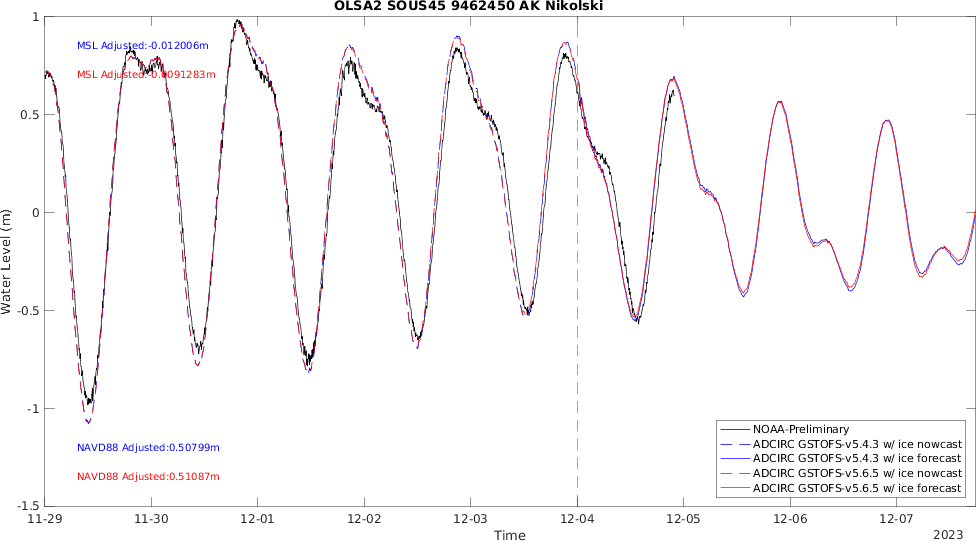 OLSA2 SOUS45 9462450 AK Nikolski
1
0.5
0
-0.5
-1
-1.5
Water Level (m)
MSL Adjusted:-0.012006m
MSL Adjusted:-0.0091283m
NAVD88 Adjusted:0.50799m
NAVD88 Adjusted:0.51087m
NOAA-Preliminary
ADCIRC GSTOFS-v5.4.3 w/ ice nowcast
ADCIRC GSTOFS-v5.4.3 w/ ice forecast
ADCIRC GSTOFS-v5.6.5 w/ ice nowcast
ADCIRC GSTOFS-v5.6.5 w/ ice forecast
11-29 11-30 12-01 12-02 12-03 12-04 12-05 12-06 12-07
Time
2023